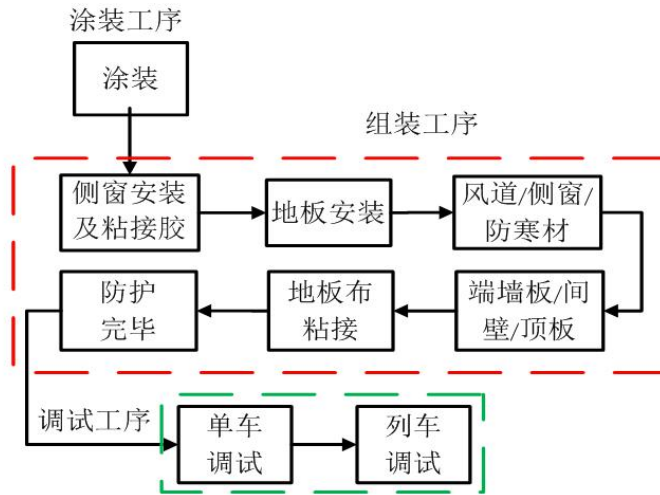 涂装工序
涂装
组装工序
侧窗安装
及粘接胶
地板安装
风道/侧窗/
防寒材
端墙板/间
壁/顶板
地板布
粘接
防护
完毕
调试工序
单车
调试
列车
调试